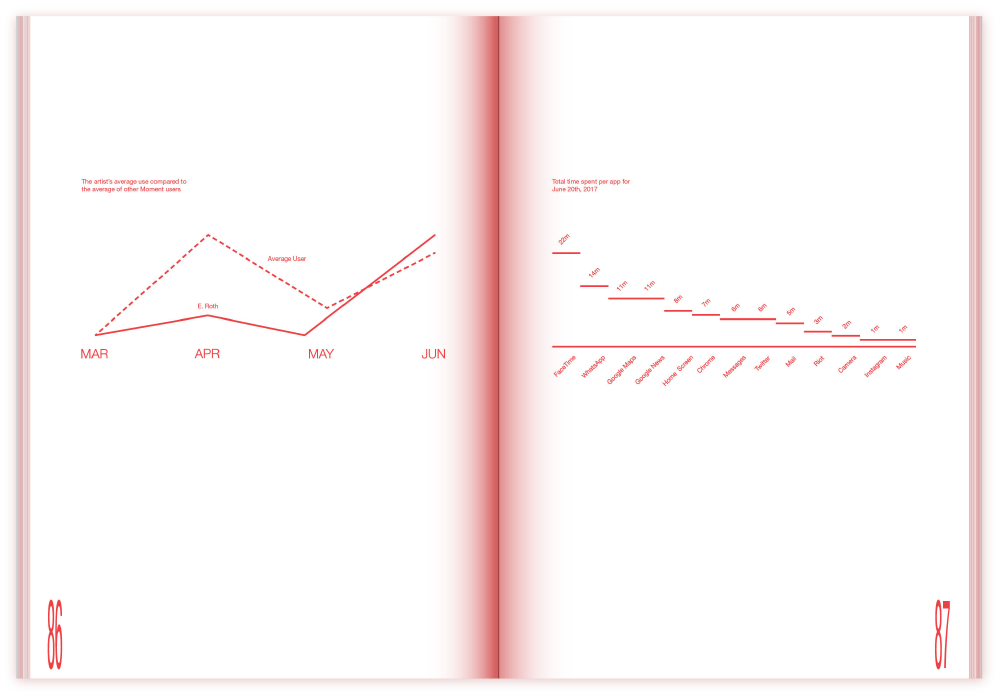 The artist's average use compared to
the average of other Moment users
Average User
E. Roth
MAR APR MAY JUN
86
Total time spent per app for
June 20th, 2017
22m
14m
11m
11m
8m
7m
6m
6m
5m
3m
2m
1m
1m
FaceTime
WhatsApp
Google Maps
Google News
Home Screen
Chrome
Messages
Twitter
Mail
Riot
Camera
Instagram
Music
87